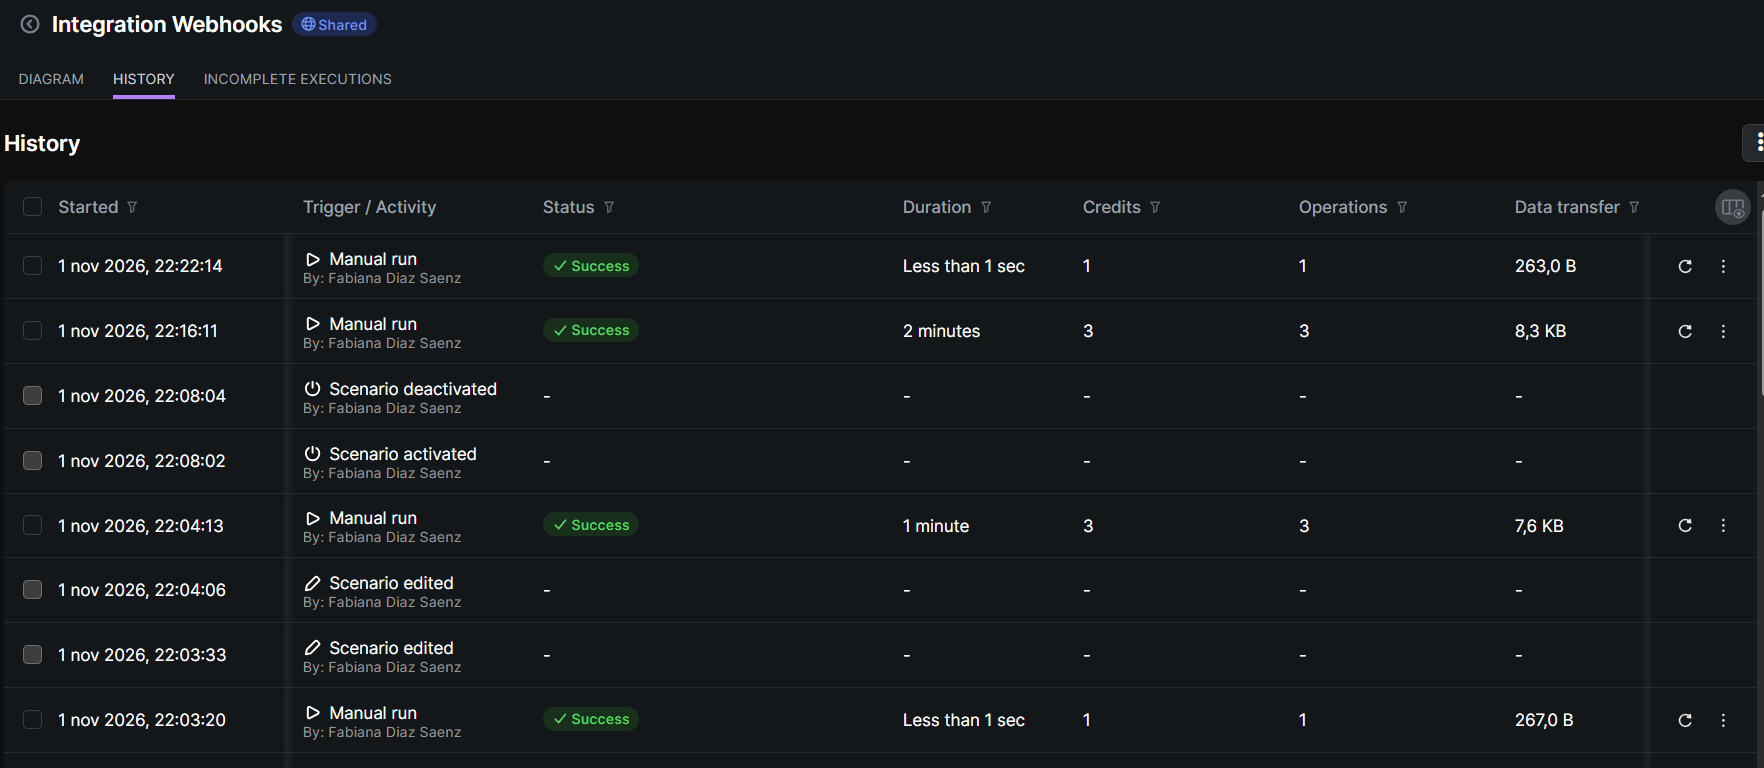 Integration Webhooks Shared
DIAGRAM HISTORY INCOMPLETE EXECUTIONS
History
Started Trigger / Activity Status Duration Credits Operations Data transfer
1 nov 2026, 22:22:14 Manual run Success Less than 1 sec 1 1 263,0 B
By: Fabiana Diaz Saenz
1 nov 2026, 22:16:11 Manual run Success 2 minutes 3 3 8,3 KB
By: Fabiana Diaz Saenz
1 nov 2026, 22:08:04 Scenario deactivated - - - - -
By: Fabiana Diaz Saenz
1 nov 2026, 22:08:02 Scenario activated - - - - -
By: Fabiana Diaz Saenz
1 nov 2026, 22:04:13 Manual run Success 1 minute 3 3 7,6 KB
By: Fabiana Diaz Saenz
1 nov 2026, 22:04:06 Scenario edited - - - - -
By: Fabiana Diaz Saenz
1 nov 2026, 22:03:33 Scenario edited - - - - -
By: Fabiana Diaz Saenz
1 nov 2026, 22:03:20 Manual run Success Less than 1 sec 1 1 267,0 B
By: Fabiana Diaz Saenz